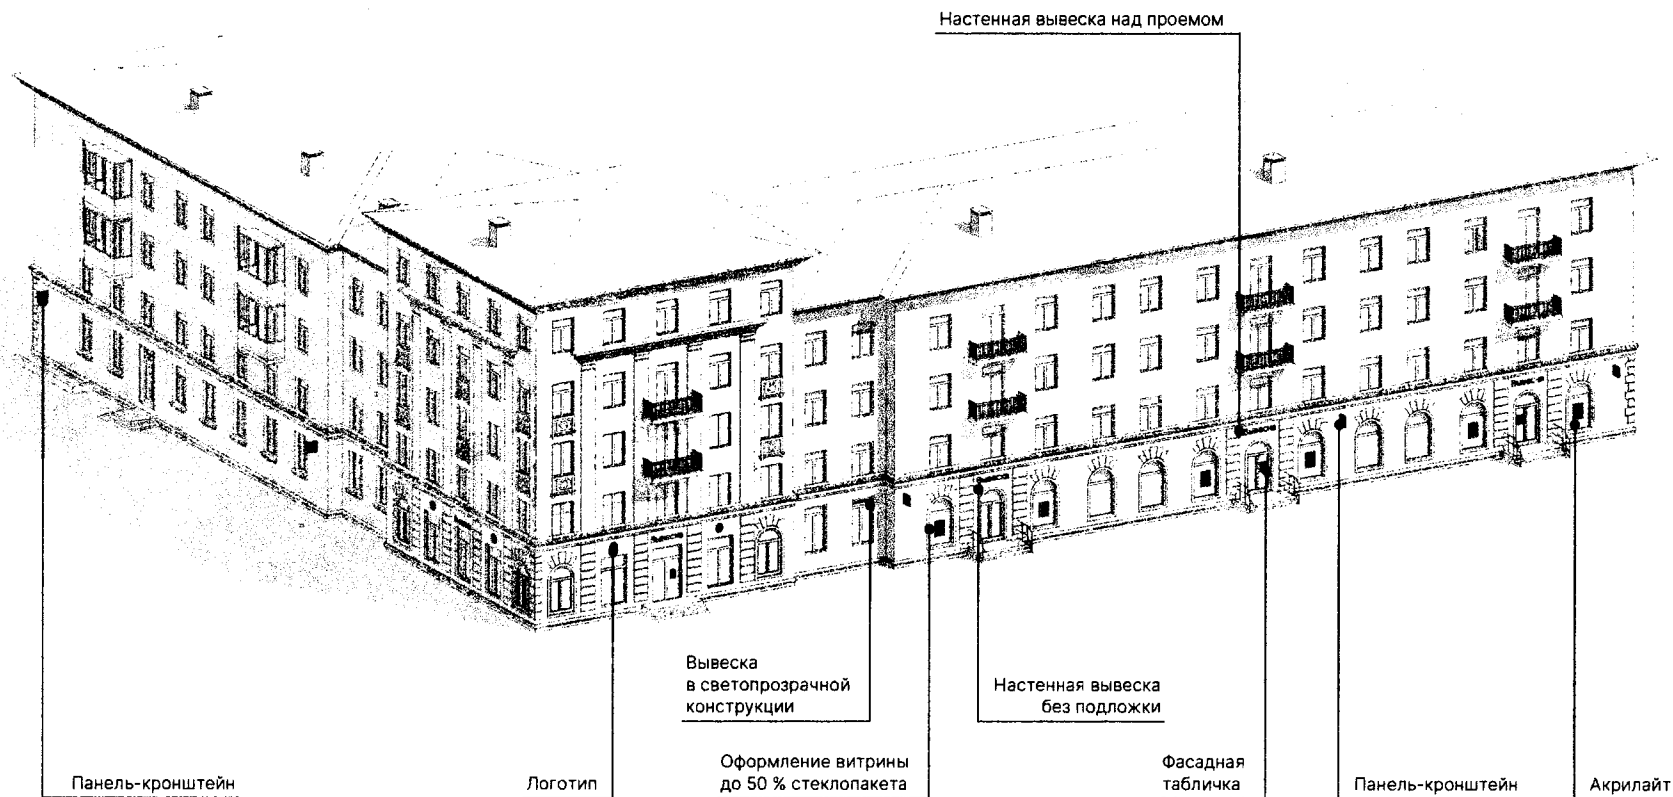 Настенная вывеска над проемом
Вывеска
в светопрозрачной
конструкции
Настенная вывеска
без подложки
Панель-кронштейн
Логотип
Оформление витрины
до 50 % стеклопакета
Фасадная
табличка
Панель-кронштейн
Акрилайт